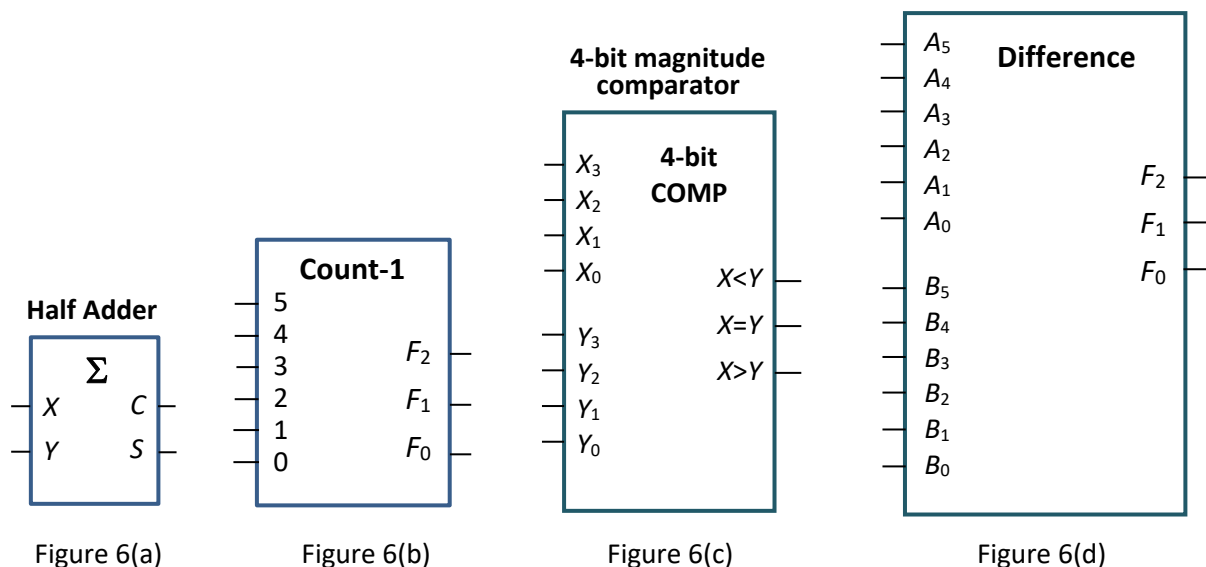 Half Adder
Σ
X C
Y S
Figure 6(a)
Count-1
5
4
3
2
1
0
F2
F1
F0
Figure 6(b)
4-bit magnitude
comparator
4-bit
COMP
X3
X2
X1
X0
Y3
Y2
Y1
Y0
X<Y
X=Y
X>Y
Figure 6(c)
Difference
A5
A4
A3
A2
A1
A0
B5
B4
B3
B2
B1
B0
F2
F1
F0
Figure 6(d)